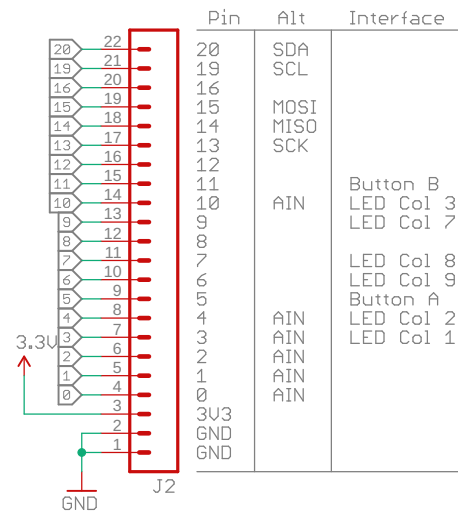 Pin Alt Interface
20 22 20 SDA
19 21 19 SCL
16 20 16
15 19 15 MOSI
14 18 14 MISO
13 17 13 SCK
12 16 12
11 15 11 Button B
10 14 10 AIN LED Col 3
9 13 9 LED Col 7
8 12 8
7 11 7 LED Col 8
6 10 6 LED Col 9
5 9 5 Button A
4 8 4 AIN LED Col 2
3.3V 3 7 3 AIN LED Col 1
2 6 2 AIN
1 5 1 AIN
0 4 0 AIN
3 3V3
2 GND
1 GND
J2
GND